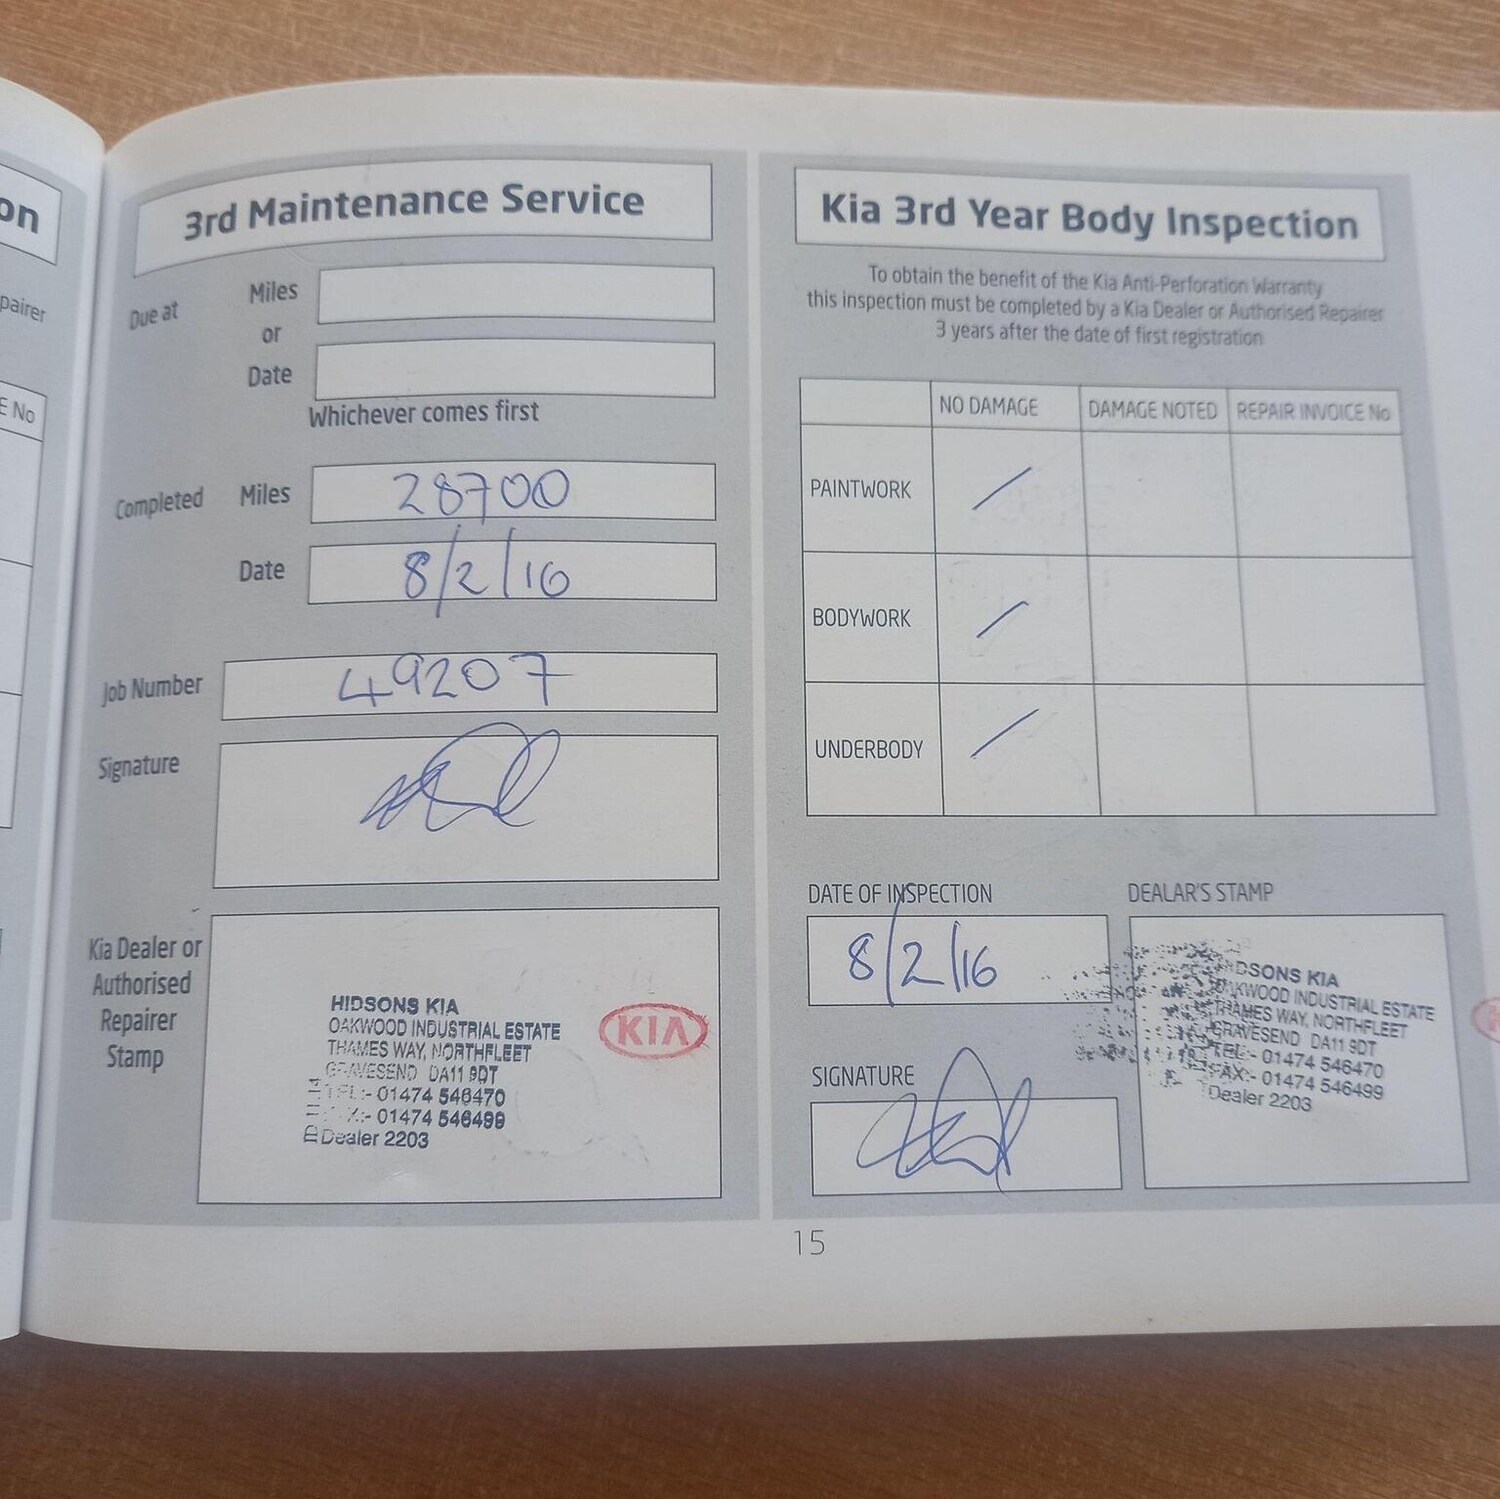 on
pairer
E No
3rd Maintenance Service
Due at
Miles
or
Date
Whichever comes first
Completed
Miles 28700
Date 8/2/16
Job Number 49207
Signature
Kia Dealer or
Authorised
Repairer
Stamp
HIDSONS KIA
OAKWOOD INDUSTRIAL ESTATE
THAMES WAY, NORTHFLEET
GRAVESEND DA11 9DT
TEL:- 01474 546470
FAX:- 01474 546499
Dealer 2203
KIA
Kia 3rd Year Body Inspection
To obtain the benefit of the Kia Anti-Perforation Warranty
this inspection must be completed by a Kia Dealer or Authorised Repairer
3 years after the date of first registration
NO DAMAGE DAMAGE NOTED REPAIR INVOICE No
PAINTWORK /
BODYWORK /
UNDERBODY /
DATE OF INSPECTION
8/2/16
SIGNATURE
DEALAR'S STAMP
HIDSONS KIA
OAKWOOD INDUSTRIAL ESTATE
THAMES WAY, NORTHFLEET
GRAVESEND DA11 9DT
TEL:- 01474 546470
FAX:- 01474 546499
Dealer 2203
15